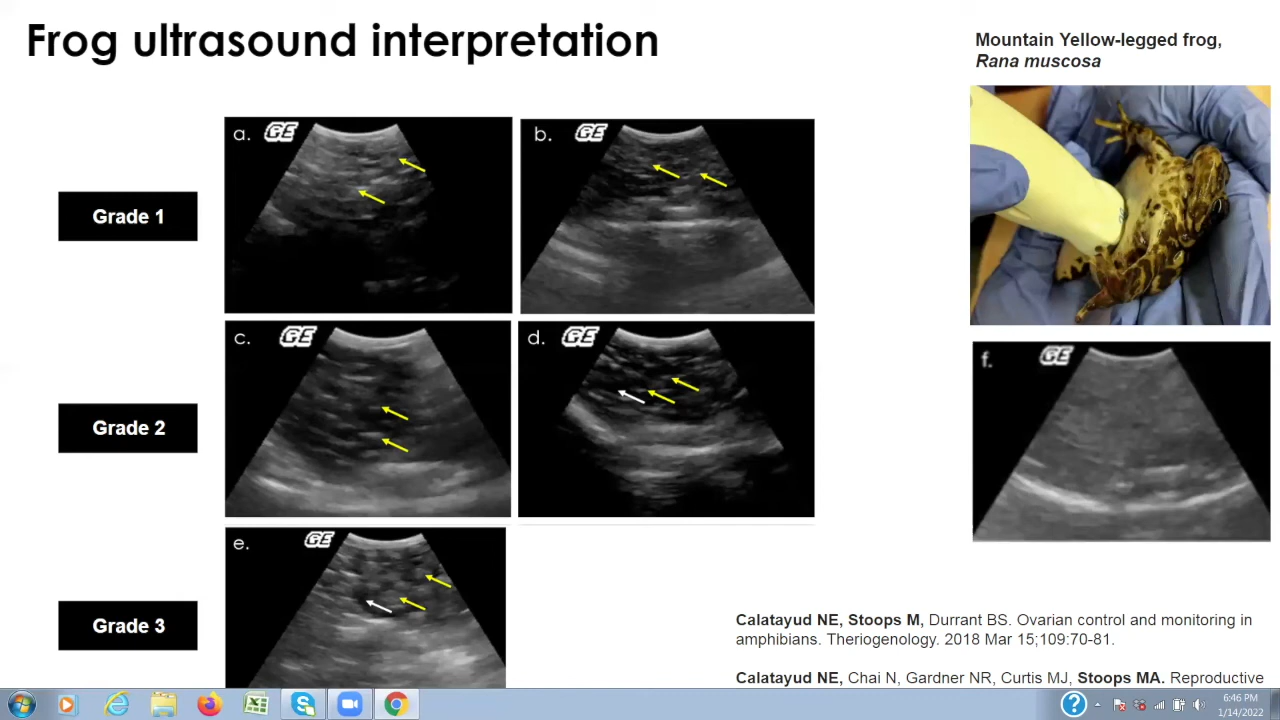 Frog ultrasound interpretation
Mountain Yellow-legged frog,
Rana muscosa
a. GE
b. GE
Grade 1
c. GE
d. GE
Grade 2
f. GE
e. GE
Grade 3
Calatayud NE, Stoops M, Durrant BS. Ovarian control and monitoring in
amphibians. Theriogenology. 2018 Mar 15;109:70-81.
Calatayud NE, Chai N, Gardner NR, Curtis MJ, Stoops MA. Reproductive
6:46 PM
1/14/2022